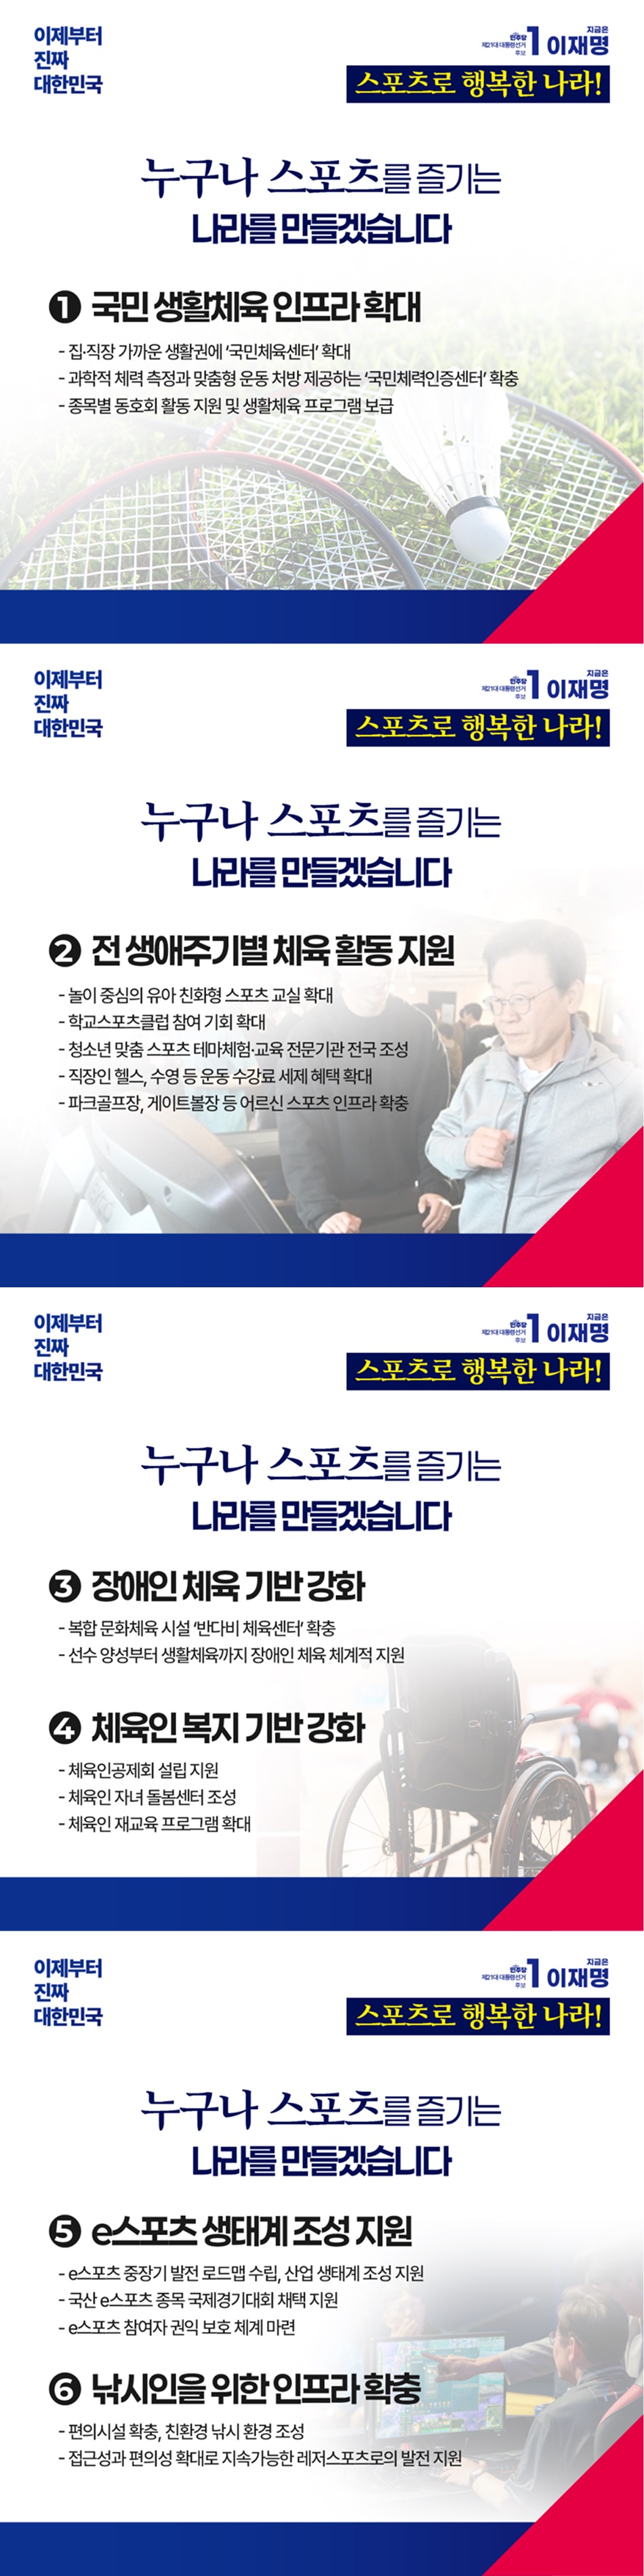 이제부터
진짜
대한민국
지금은
민주당
제21대 대통령선거
후보
1 이재명
스포츠로 행복한 나라!
누구나 스포츠를 즐기는
나라를 만들겠습니다
❶ 국민 생활체육 인프라 확대
- 집·직장 가까운 생활권에 ‘국민체육센터’ 확대
- 과학적 체력 측정과 맞춤형 운동 처방 제공하는 ‘국민체력인증센터’ 확충
- 종목별 동호회 활동 지원 및 생활체육 프로그램 보급
이제부터
진짜
대한민국
지금은
민주당
제21대 대통령선거
후보
1 이재명
스포츠로 행복한 나라!
누구나 스포츠를 즐기는
나라를 만들겠습니다
❷ 전 생애주기별 체육 활동 지원
- 놀이 중심의 유아 친화형 스포츠 교실 확대
- 학교스포츠클럽 참여 기회 확대
- 청소년 맞춤 스포츠 테마체험·교육 전문기관 전국 조성
- 직장인 헬스, 수영 등 운동 수강료 세제 혜택 확대
- 파크골프장, 게이트볼장 등 어르신 스포츠 인프라 확충
이제부터
진짜
대한민국
지금은
민주당
제21대 대통령선거
후보
1 이재명
스포츠로 행복한 나라!
누구나 스포츠를 즐기는
나라를 만들겠습니다
❸ 장애인 체육 기반 강화
- 복합 문화체육 시설 ‘반다비 체육센터’ 확충
- 선수 양성부터 생활체육까지 장애인 체육 체계적 지원
❹ 체육인 복지 기반 강화
- 체육인공제회 설립 지원
- 체육인 자녀 돌봄센터 조성
- 체육인 재교육 프로그램 확대
이제부터
진짜
대한민국
지금은
민주당
제21대 대통령선거
후보
1 이재명
스포츠로 행복한 나라!
누구나 스포츠를 즐기는
나라를 만들겠습니다
❺ e스포츠 생태계 조성 지원
- e스포츠 중장기 발전 로드맵 수립, 산업 생태계 조성 지원
- 국산 e스포츠 종목 국제경기대회 채택 지원
- e스포츠 참여자 권익 보호 체계 마련
❻ 낚시인을 위한 인프라 확충
- 편의시설 확충, 친환경 낚시 환경 조성
- 접근성과 편의성 확대로 지속가능한 레저스포츠로의 발전 지원